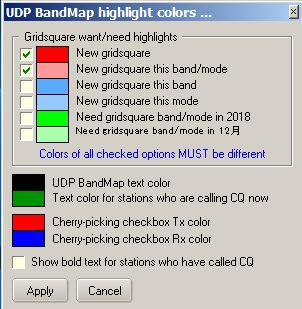 UDP BandMap highlight colors ...
Gridsquare want/need highlights
New gridsquare
New gridsquare this band/mode
New gridsquare this band
New gridsquare this mode
Need gridsquare band/mode in 2018
Need gridsquare band/mode in 12月
Colors of all checked options MUST be different
UDP BandMap text color
Text color for stations who are calling CQ now
Cherry-picking checkbox Tx color
Cherry-picking checkbox Rx color
Show bold text for stations who have called CQ
Apply
Cancel